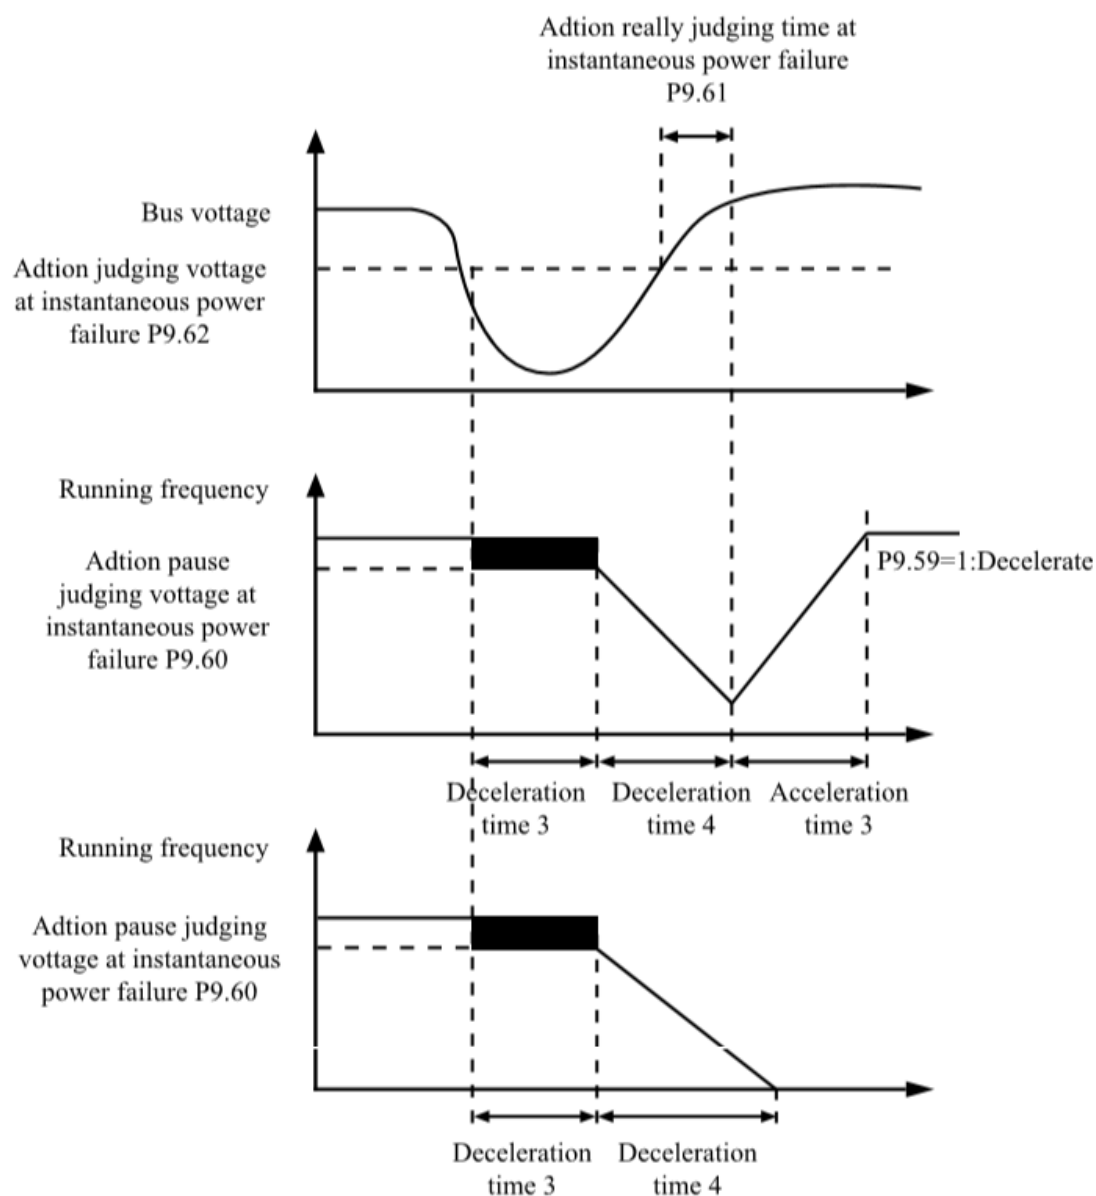 Adtion really judging time at
instantaneous power failure
P9.61
Bus vottage
Adtion judging vottage
at instantaneous power
failure P9.62
Running frequency
Adtion pause
judging vottage at
instantaneous power
failure P9.60
P9.59=1:Decelerate
Deceleration
time 3
Deceleration
time 4
Acceleration
time 3
Running frequency
Adtion pause judging
vottage at instantaneous
power failure P9.60
Deceleration
time 3
Deceleration
time 4